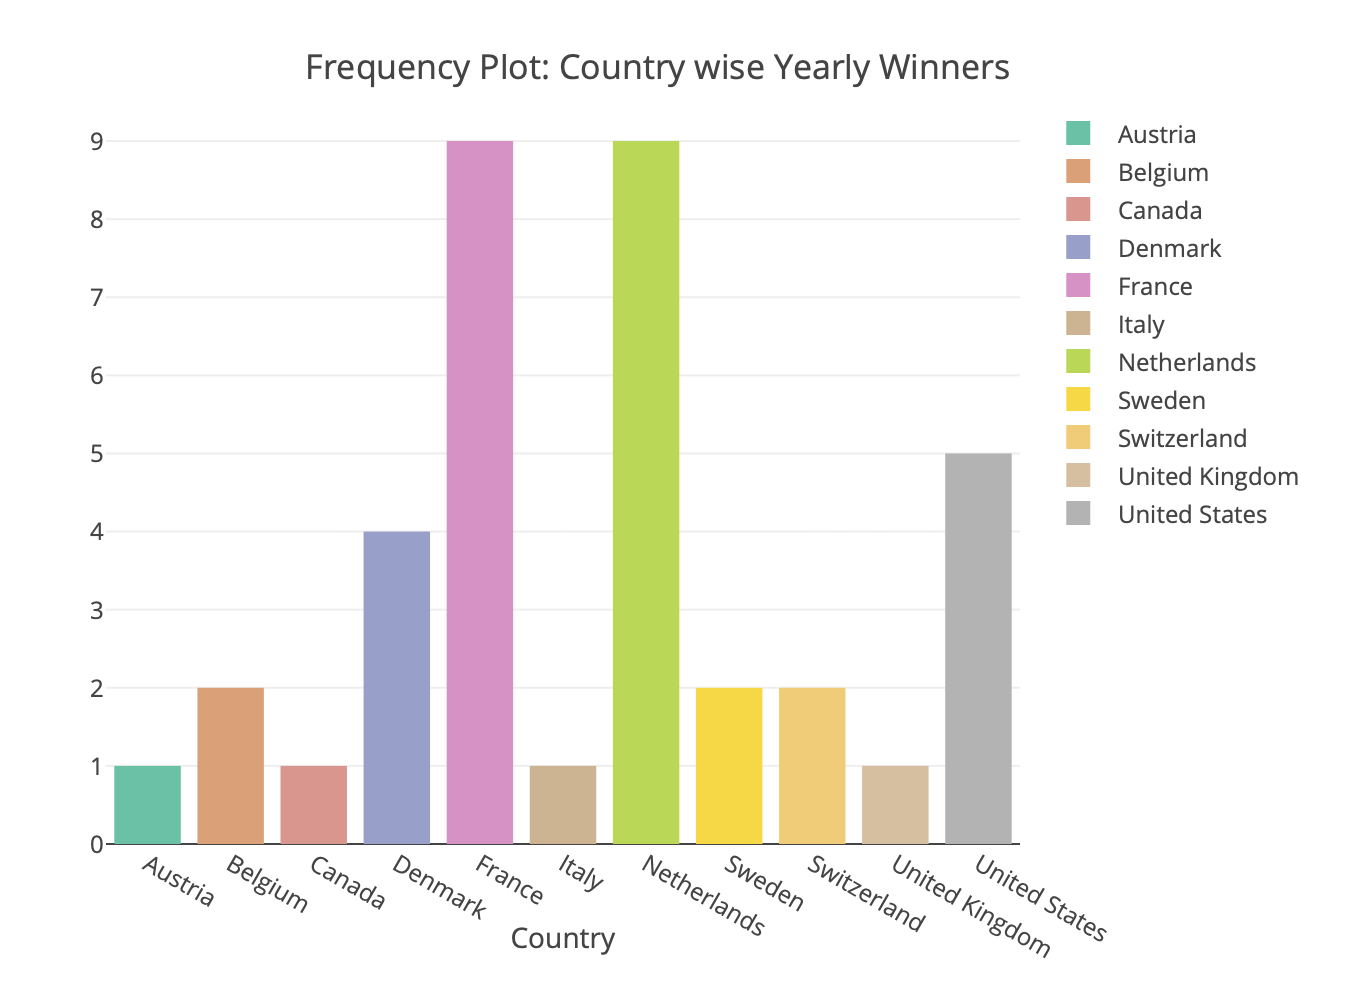 Frequency Plot: Country wise Yearly Winners
9
8
7
6
5
4
3
2
1
0
Austria
Belgium
Canada
Denmark
France
Italy
Netherlands
Sweden
Switzerland
United Kingdom
United States
Country
Austria
Belgium
Canada
Denmark
France
Italy
Netherlands
Sweden
Switzerland
United Kingdom
United States